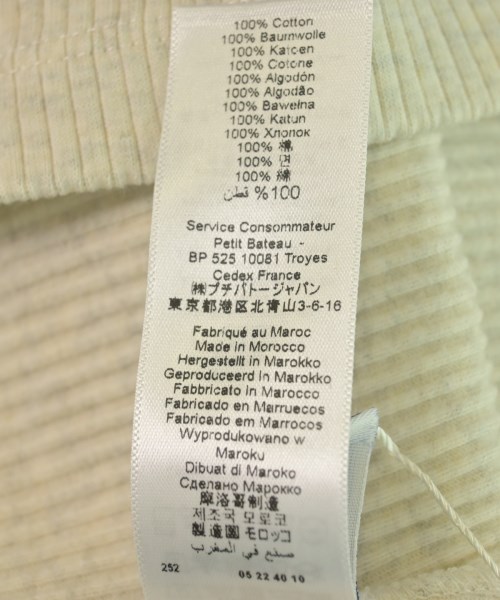 100% Cotton
100% Baumwolle
100% Katoen
100% Cotone
100% Algodón
100% Algodão
100% Bawełna
100% Katun
100% Хлопок
100% 棉
100% 면
100% 綿
100% قطن
Service Consommateur
Petit Bateau -
BP 525 10081 Troyes
Cedex France
㈱プチバトージャパン
東京都港区北青山3-6-16
Fabriqué au Maroc
Made in Morocco
Hergestellt in Marokko
Geproduceerd in Marokko
Fabbricato in Marocco
Fabricado en Marruecos
Fabricado em Marrocos
Wyprodukowano w
Maroku
Dibuat di Maroko
Сделано Марокко
摩洛哥制造
제조국 모로코
製造国 モロッコ
صنع في المغرب
252 05 22 40 10